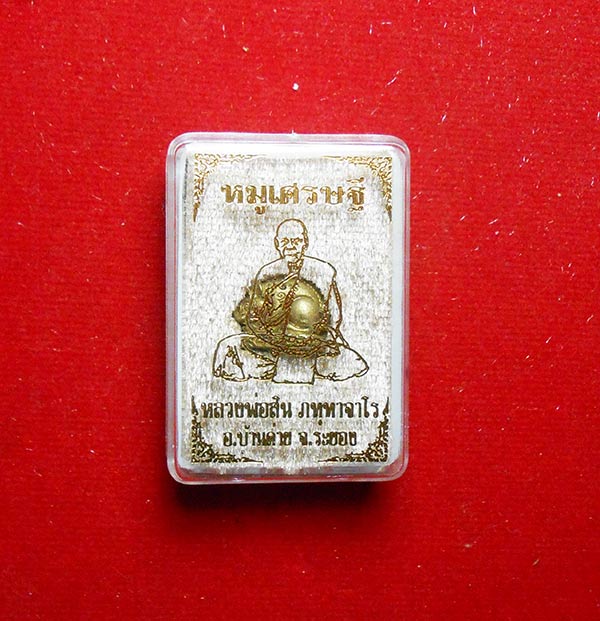 หมูเศรษฐี
หลวงพ่อสิน ภทฺทาจาโร
อ.บ้านค่าย จ.ระยอง